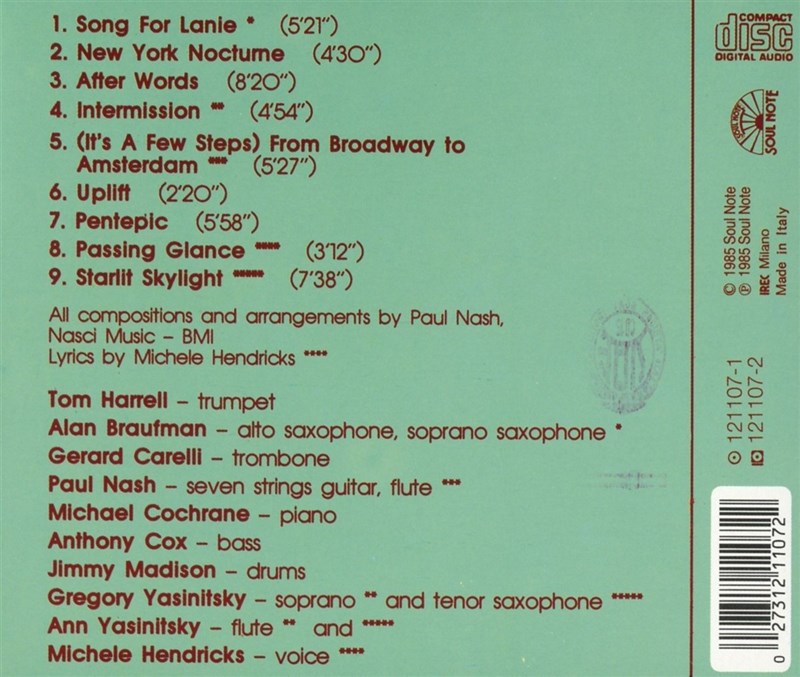 1. Song For Lanie * (5'21")
2. New York Nocturne (4'30")
3. After Words (8'20")
4. Intermission ** (4'54")
5. (It's A Few Steps) From Broadway to
Amsterdam *** (5'27")
6. Uplift (2'20")
7. Pentepic (5'58")
8. Passing Glance **** (3'12")
9. Starlit Skylight ***** (7'38")
All compositions and arrangements by Paul Nash,
Nasci Music – BMI
Lyrics by Michele Hendricks ****
Tom Harrell – trumpet
Alan Braufman – alto saxophone, soprano saxophone *
Gerard Carelli – trombone
Paul Nash – seven strings guitar, flute ***
Michael Cochrane – piano
Anthony Cox – bass
Jimmy Madison – drums
Gregory Yasinitsky – soprano ** and tenor saxophone *****
Ann Yasinitsky – flute ** and *****
Michele Hendricks – voice ****
COMPACT
disc
DIGITAL AUDIO
SOUL NOTE
SOUL NOTE
© 1985 Soul Note
℗ 1985 Soul Note
IREC Milano
Made in Italy
121107-1
121107-2
0 27312 11072